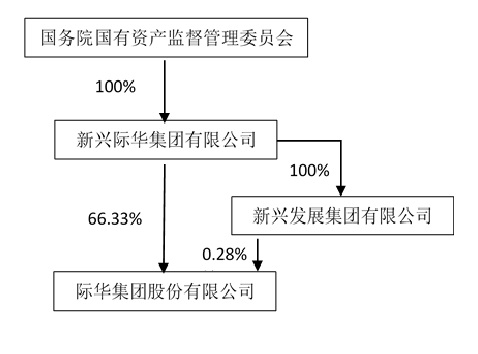 国务院国有资产监督管理委员会
100%
新兴际华集团有限公司
100%
66.33%
新兴发展集团有限公司
0.28%
际华集团股份有限公司